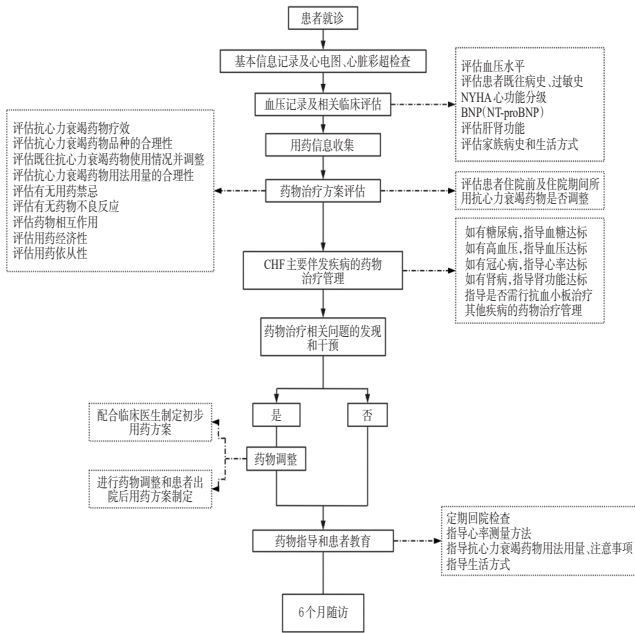 患者就诊
基本信息记录及心电图、心脏彩超检查
血压记录及相关临床评估
评估血压水平
评估患者既往病史、过敏史
NYHA心功能分级
BNP(NT-proBNP)
评估肝肾功能
评估家族病史和生活方式
用药信息收集
评估抗心力衰竭药物疗效
评估抗心力衰竭药物品种的合理性
评估既往抗心力衰竭药物使用情况并调整
评估抗心力衰竭药物用法用量的合理性
评估有无用药禁忌
评估有无药物不良反应
评估药物相互作用
评估用药经济性
评估用药依从性
药物治疗方案评估
评估患者住院前及住院期间所
用抗心力衰竭药物是否调整
CHF主要伴发疾病的药物
治疗管理
如有糖尿病,指导血糖达标
如有高血压,指导血压达标
如有冠心病,指导心率达标
如有肾病,指导肾功能达标
指导是否需行抗血小板治疗
其他疾病的药物治疗管理
药物治疗相关问题的发现
和干预
是
否
配合临床医生制定初步
用药方案
药物调整
进行药物调整和患者出
院后用药方案制定
药物指导和患者教育
定期回院检查
指导心率测量方法
指导抗心力衰竭药物用法用量、注意事项
指导生活方式
6个月随访